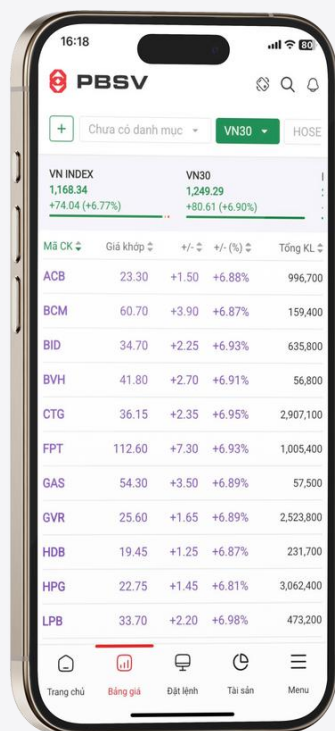 16:18
80
PBSV
+ Chưa có danh mục VN30 HOSE
VN INDEX VN30
1,168.34 1,249.29
+74.04 (+6.77%) +80.61 (+6.90%)
Mã CK Giá khớp +/- +/- (%) Tổng KL
ACB 23.30 +1.50 +6.88% 996,700
BCM 60.70 +3.90 +6.87% 159,400
BID 34.70 +2.25 +6.93% 635,800
BVH 41.80 +2.70 +6.91% 56,800
CTG 36.15 +2.35 +6.95% 2,907,100
FPT 112.60 +7.30 +6.93% 1,005,400
GAS 54.30 +3.50 +6.89% 57,500
GVR 25.60 +1.65 +6.89% 2,523,800
HDB 19.45 +1.25 +6.87% 231,700
HPG 22.75 +1.45 +6.81% 3,062,400
LPB 33.70 +2.20 +6.98% 473,200
Trang chủ Bảng giá Đặt lệnh Tài sản Menu